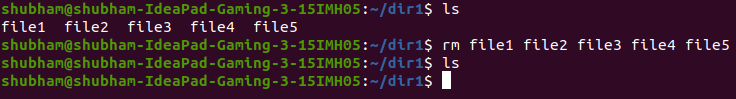 shubham@shubham-IdeaPad-Gaming-3-15IMH05:~/dir1$ ls
file1  file2  file3  file4  file5
shubham@shubham-IdeaPad-Gaming-3-15IMH05:~/dir1$ rm file1 file2 file3 file4 file5
shubham@shubham-IdeaPad-Gaming-3-15IMH05:~/dir1$ ls
shubham@shubham-IdeaPad-Gaming-3-15IMH05:~/dir1$